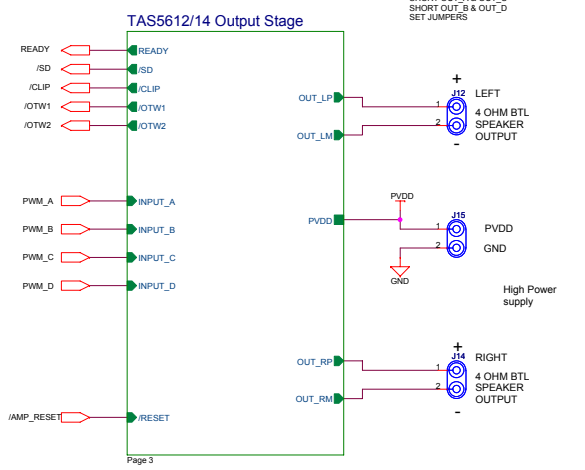 SHORT OUT_B & OUT_D
SET JUMPERS
TAS5612/14 Output Stage
READY
READY
/SD
/SD
/CLIP
/CLIP
/OTW1
/OTW1
/OTW2
/OTW2
PWM_A
INPUT_A
PWM_B
INPUT_B
PWM_C
INPUT_C
PWM_D
INPUT_D
/AMP_RESET
/RESET
Page 3
OUT_LP
OUT_LM
PVDD
OUT_RP
OUT_RM
+
J12
LEFT
1
2
4 OHM BTL
SPEAKER
OUTPUT
-
PVDD
GND
J15
1
2
PVDD
GND
High Power
supply
+
J14
RIGHT
1
2
4 OHM BTL
SPEAKER
OUTPUT
-